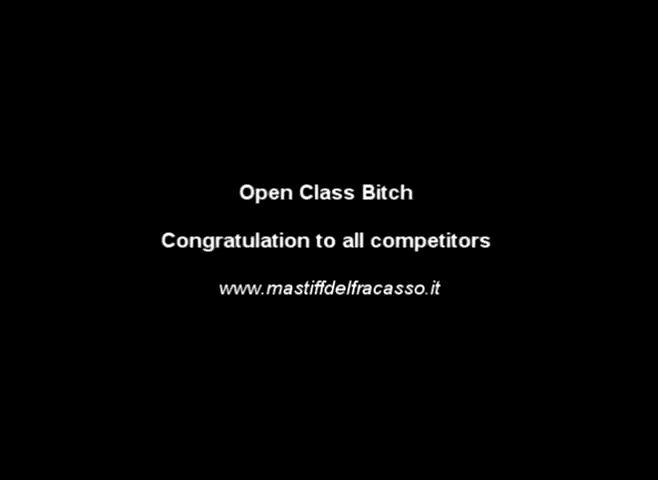 Open Class Bitch
Congratulation to all competitors
www.mastiffdelfracasso.it